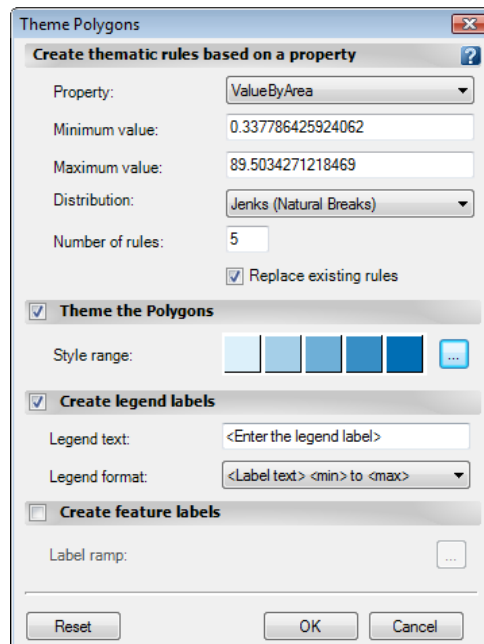 Theme Polygons
Create thematic rules based on a property ?
Property: ValueByArea
Minimum value: 0.337786425924062
Maximum value: 89.5034271218469
Distribution: Jenks (Natural Breaks)
Number of rules: 5
Replace existing rules
Theme the Polygons
Style range: ...
Create legend labels
Legend text: <Enter the legend label>
Legend format: <Label text> <min> to <max>
Create feature labels
Label ramp: ...
Reset OK Cancel